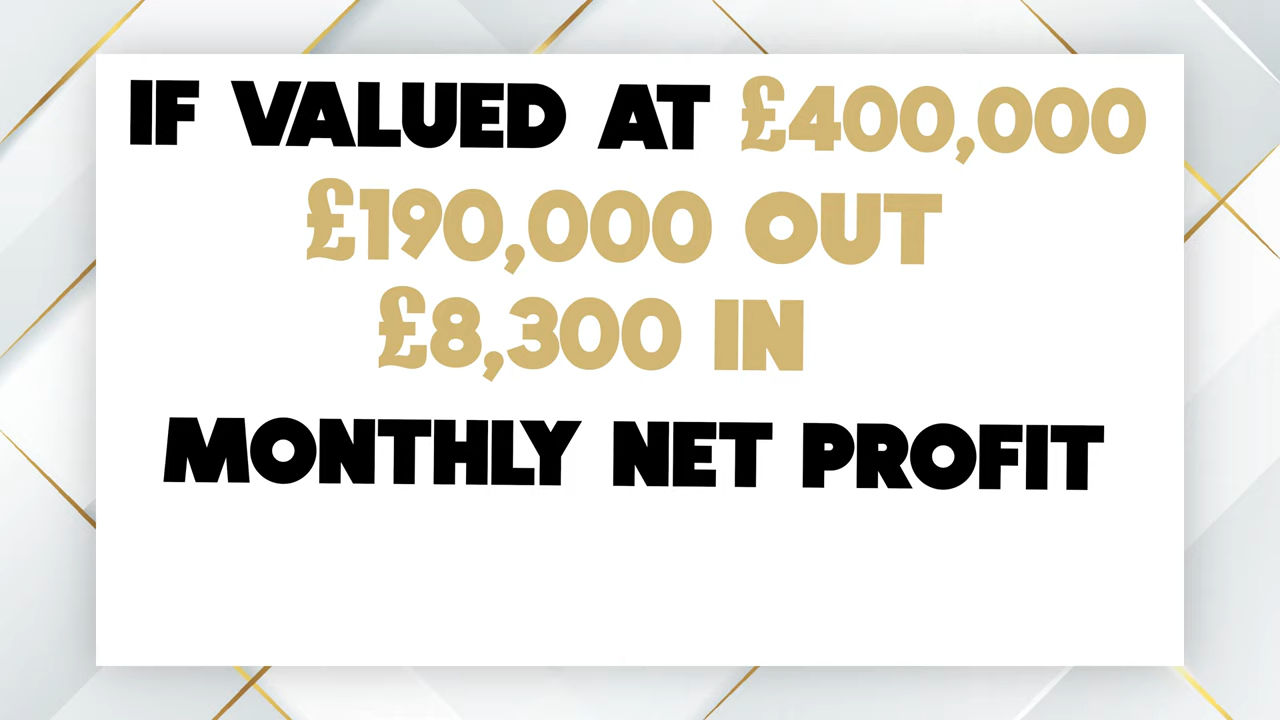 IF VALUED AT £400,000
£190,000 OUT
£8,300 IN
MONTHLY NET PROFIT